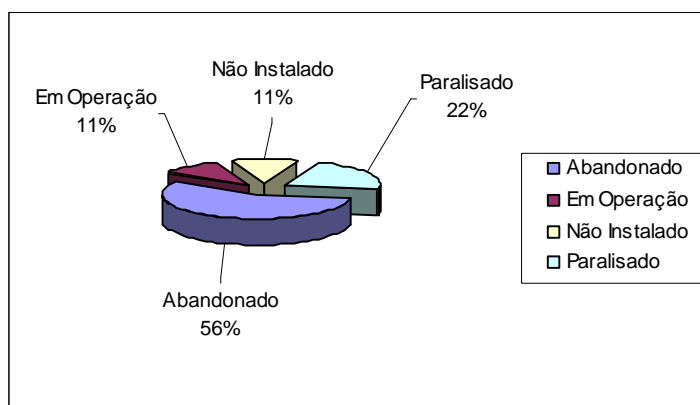 Não Instalado
11%
Paralisado
22%
Em Operação
11%
Abandonado
56%
Abandonado
Em Operação
Não Instalado
Paralisado